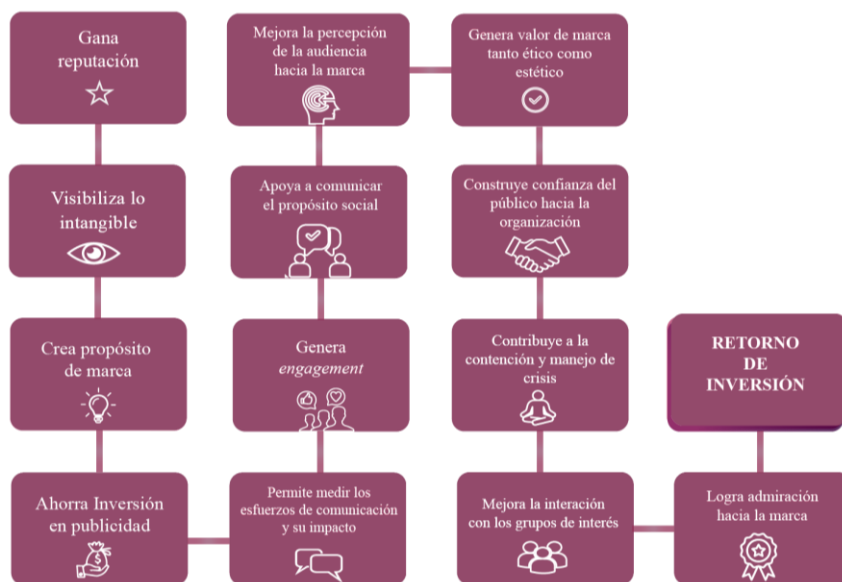 Gana
reputación
Visibiliza lo
intangible
Crea propósito
de marca
Ahorra Inversión
en publicidad
$
Permite medir los
esfuerzos de comunicación
y su impacto
Genera
engagement
Apoya a comunicar
el propósito social
Mejora la percepción
de la audiencia
hacia la marca
Genera valor de marca
tanto ético como
estético
Construye confianza del
público hacia la
organización
Contribuye a la
contención y manejo de
crisis
Mejora la interación
con los grupos de interés
Logra admiración
hacia la marca
RETORNO
DE
INVERSIÓN